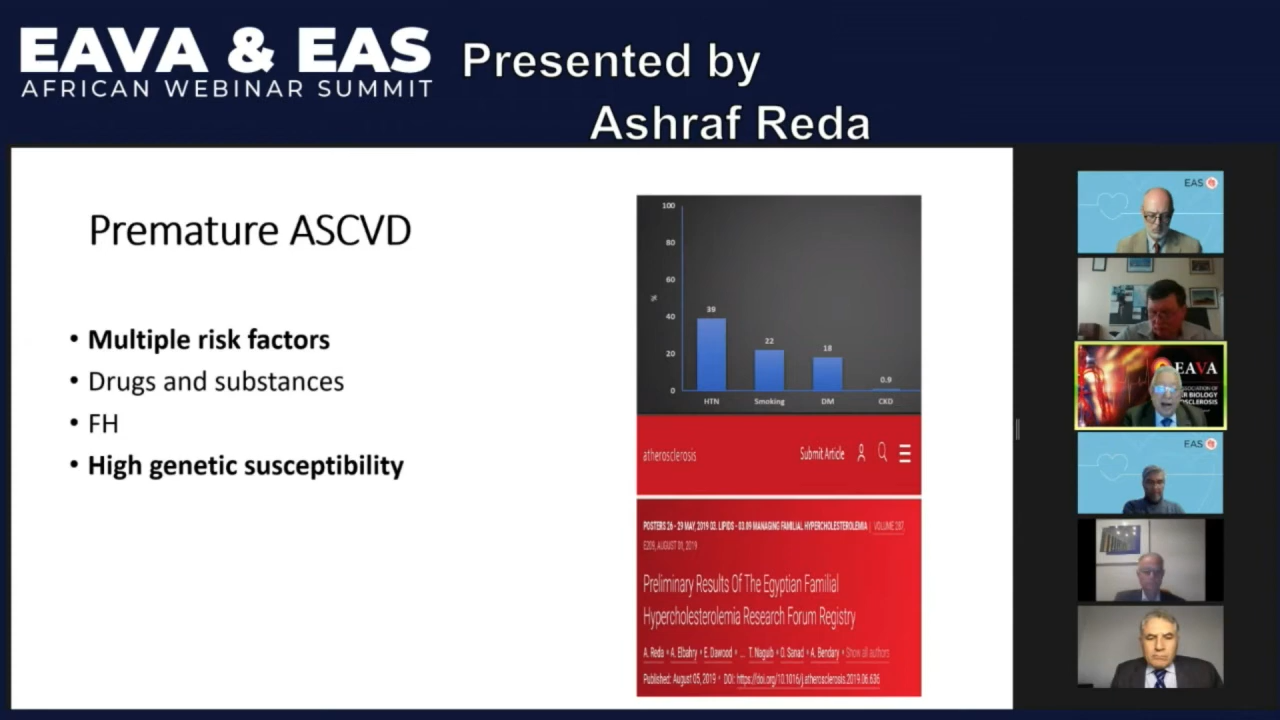 EAVA & EAS
AFRICAN WEBINAR SUMMIT
Presented by
Ashraf Reda
Premature ASCVD
• Multiple risk factors
• Drugs and substances
• FH
• High genetic susceptibility
100
80
60
%
40
20
0
39
22
18
0.9
HTN
Smoking
DM
CKD
atherosclerosis
Submit Article
POSTERS 26 - 29 MAY, 2019 03. LIPIDS - 03.09 MANAGING FAMILIAL HYPERCHOLESTEROLEMIA | VOLUME 287,
E209, AUGUST 01, 2019
Preliminary Results Of The Egyptian Familial
Hypercholesterolemia Research Forum Registry
A. Reda • A. Elbahry • E. Dawood • ... T. Naguib • O. Sanad • A. Bendary • Show all authors
Published: August 05, 2019 • DOI: https://doi.org/10.1016/j.atherosclerosis.2019.06.636
EAS
EAVA
EAS